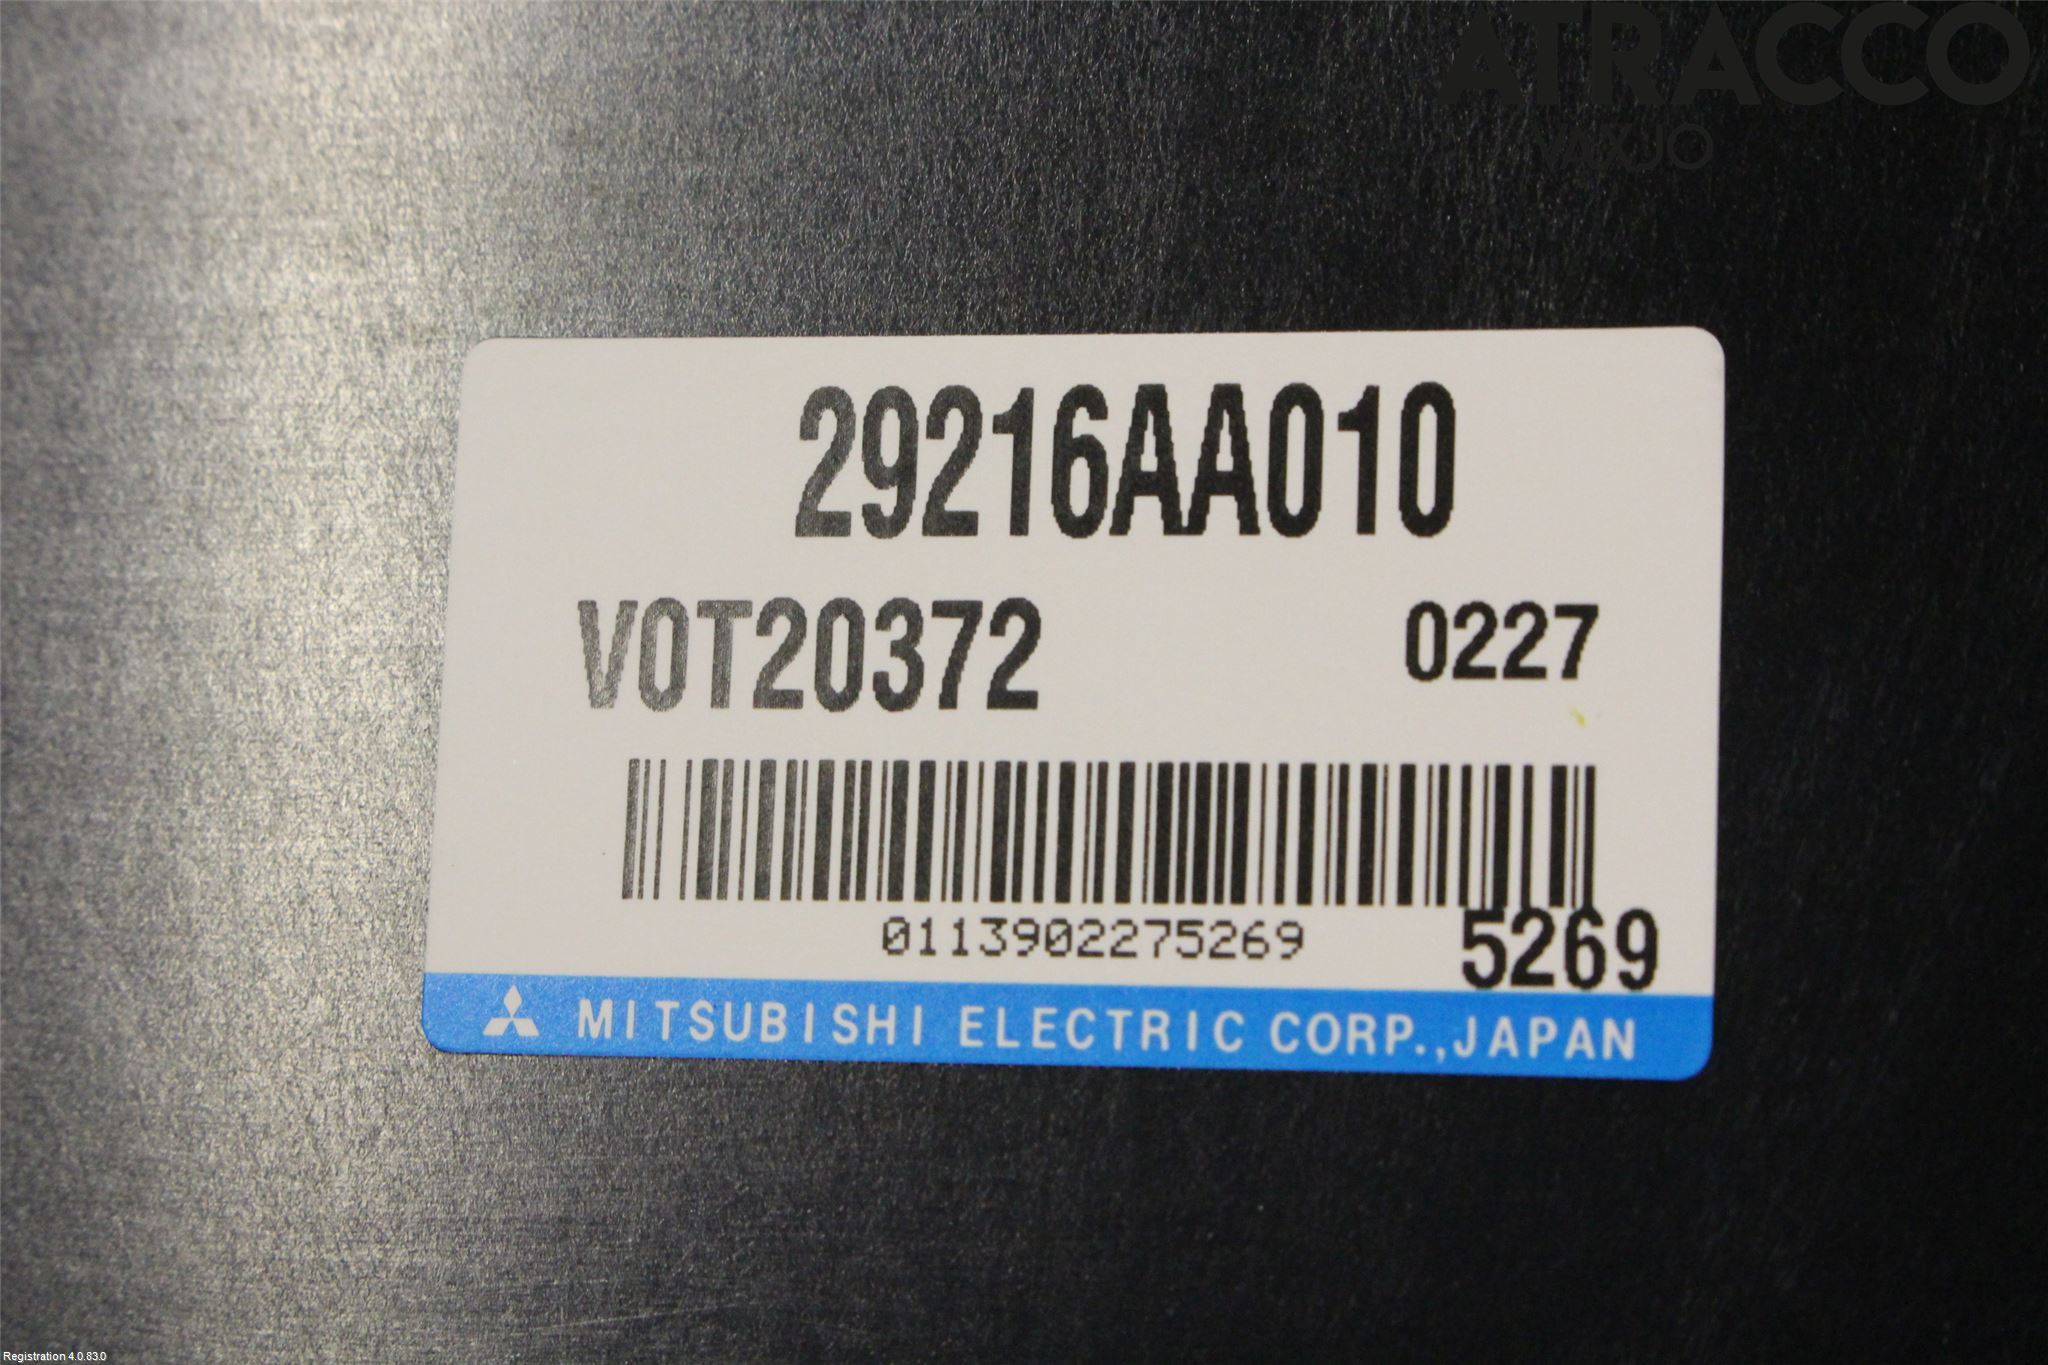 ATRACCO
VÄXJÖ
29216AA010
V0T20372 0227
0113902275269
5269
MITSUBISHI ELECTRIC CORP.,JAPAN
Registration 4.0.83.0